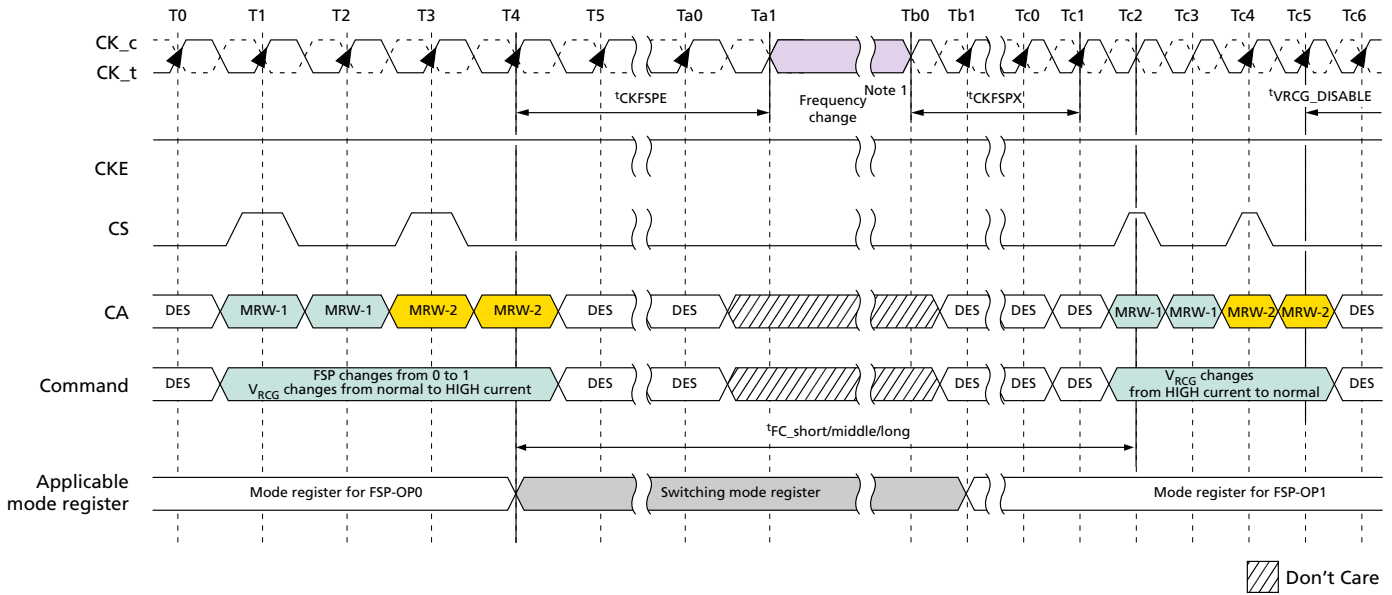 T0 T1 T2 T3 T4 T5 Ta0 Ta1 Tb0 Tb1 Tc0 Tc1 Tc2 Tc3 Tc4 Tc5 Tc6
CK_c
CK_t
tCKFSPE
Frequency
change
Note 1
tCKFSPX
tVRCG_DISABLE
CKE
CS
CA DES MRW-1 MRW-1 MRW-2 MRW-2 DES DES DES DES DES MRW-1 MRW-1 MRW-2 MRW-2 DES
Command DES FSP changes from 0 to 1
VRCG changes from normal to HIGH current
DES DES DES DES DES VRCG changes
from HIGH current to normal
DES
tFC_short/middle/long
Applicable
mode register
Mode register for FSP-OP0 Switching mode register Mode register for FSP-OP1
Don't Care